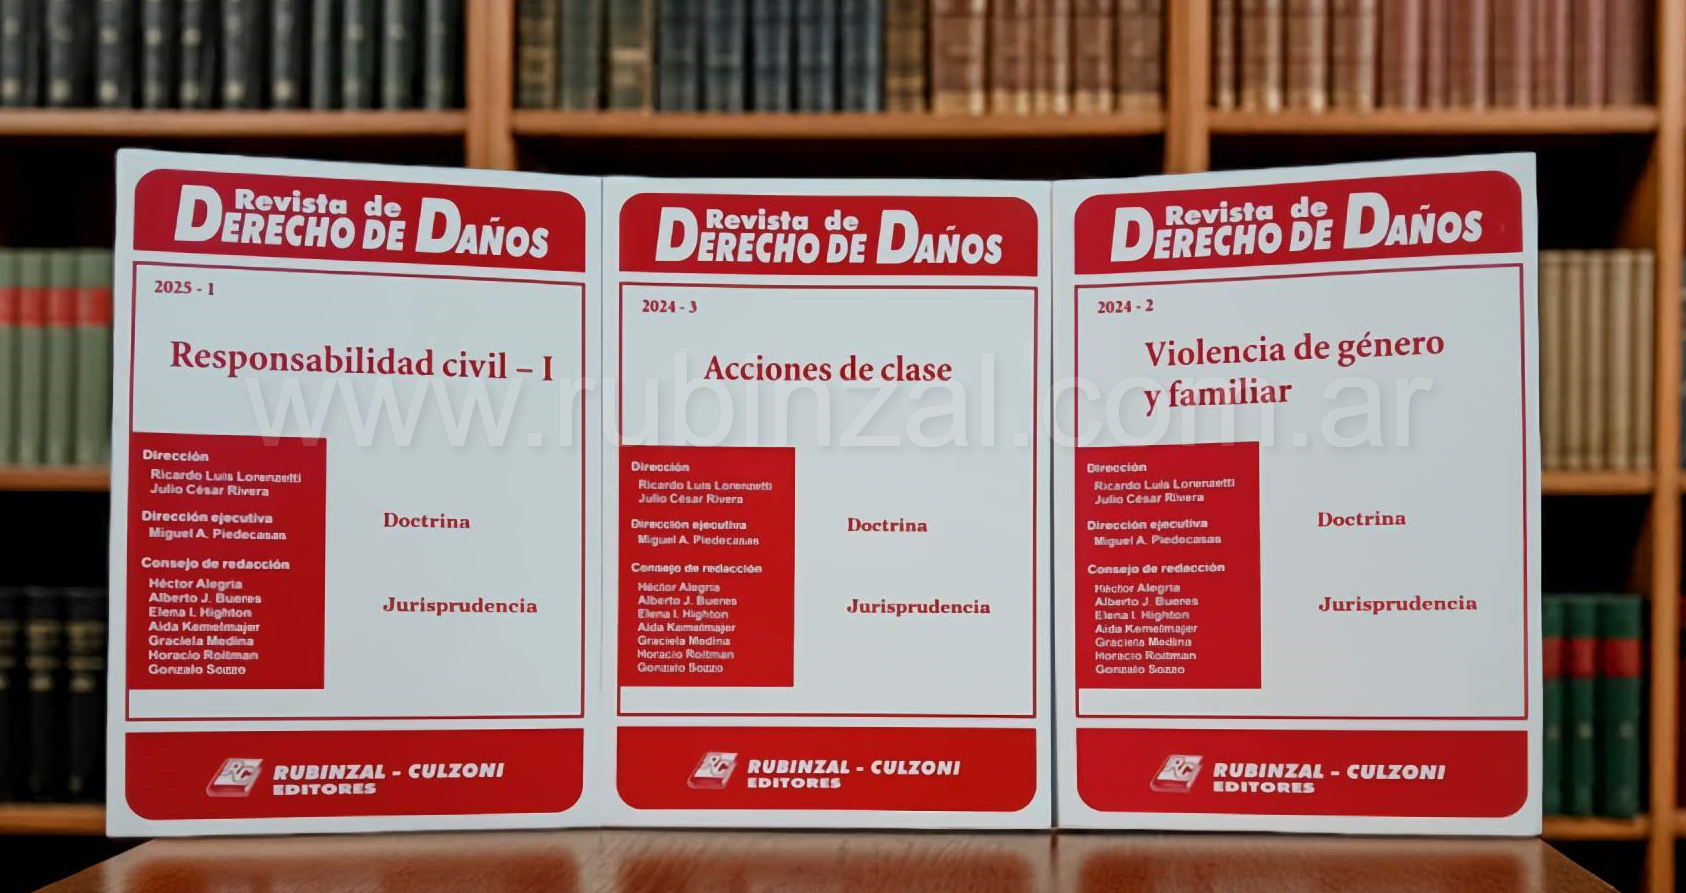 Revista de
DERECHO DE DAÑOS
2025 - 1
Responsabilidad civil – I
Dirección
Ricardo Luis Lorenzetti
Julio César Rivera
Dirección ejecutiva
Miguel A. Piedecasas
Consejo de redacción
Héctor Alegria
Alberto J. Bueres
Elena I. Highton
Aída Kemelmajer
Graciela Medina
Horacio Roitman
Gonzalo Sozzo
Doctrina
Jurisprudencia
RUBINZAL - CULZONI
EDITORES
Revista de
DERECHO DE DAÑOS
2024 - 3
Acciones de clase
Dirección
Ricardo Luis Lorenzetti
Julio César Rivera
Dirección ejecutiva
Miguel A. Piedecasas
Consejo de redacción
Héctor Alegria
Alberto J. Bueres
Elena I. Highton
Aída Kemelmajer
Graciela Medina
Horacio Roitman
Gonzalo Sozzo
Doctrina
Jurisprudencia
RUBINZAL - CULZONI
EDITORES
Revista de
DERECHO DE DAÑOS
2024 - 2
Violencia de género
y familiar
Dirección
Ricardo Luis Lorenzetti
Julio César Rivera
Dirección ejecutiva
Miguel A. Piedecasas
Consejo de redacción
Héctor Alegria
Alberto J. Bueres
Elena I. Highton
Aída Kemelmajer
Graciela Medina
Horacio Roitman
Gonzalo Sozzo
Doctrina
Jurisprudencia
RUBINZAL - CULZONI
EDITORES
www.rubinzal.com.ar